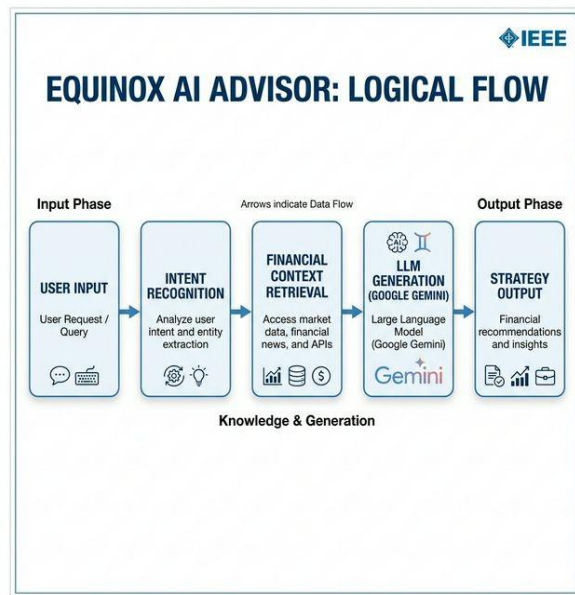 IEEE
EQUINOX AI ADVISOR: LOGICAL FLOW
Input Phase
Arrows indicate Data Flow
Output Phase
USER INPUT
User Request /
Query
INTENT
RECOGNITION
Analyze user
intent and entity
extraction
FINANCIAL
CONTEXT
RETRIEVAL
Access market
data, financial
news, and APIs
$
AI
LLM
GENERATION
(GOOGLE GEMINI)
Large Language
Model
(Google Gemini)
Gemini
STRATEGY
OUTPUT
Financial
recommendations
and insights
Knowledge & Generation